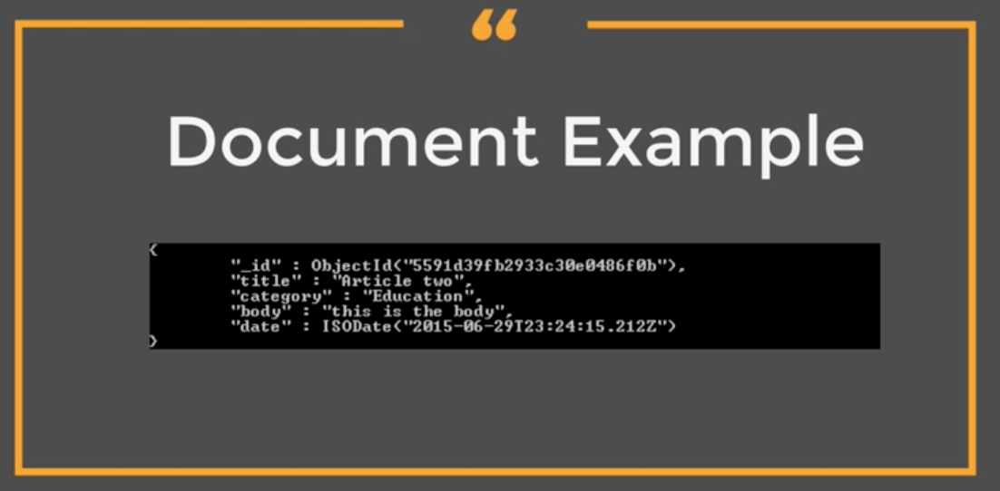 “
Document Example
{
"_id" : ObjectId("5591d39fb2933c30e0486f0b"),
"title" : "Article two",
"category" : "Education",
"body" : "this is the body",
"date" : ISODate("2015-06-29T23:24:15.212Z")
}